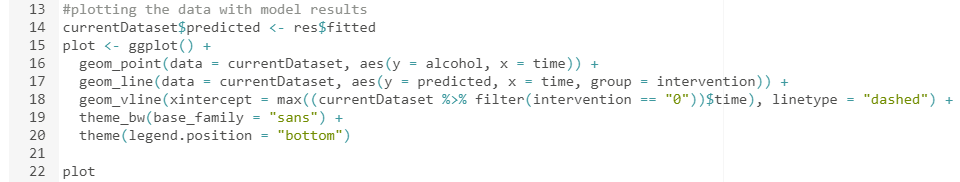 13 #plotting the data with model results
14 currentDataset$predicted <- res$fitted
15 plot <- ggplot() +
16   geom_point(data = currentDataset, aes(y = alcohol, x = time)) +
17   geom_line(data = currentDataset, aes(y = predicted, x = time, group = intervention)) +
18   geom_vline(xintercept = max((currentDataset %>% filter(intervention == "0"))$time), linetype = "dashed") +
19   theme_bw(base_family = "sans") +
20   theme(legend.position = "bottom")
21
22 plot